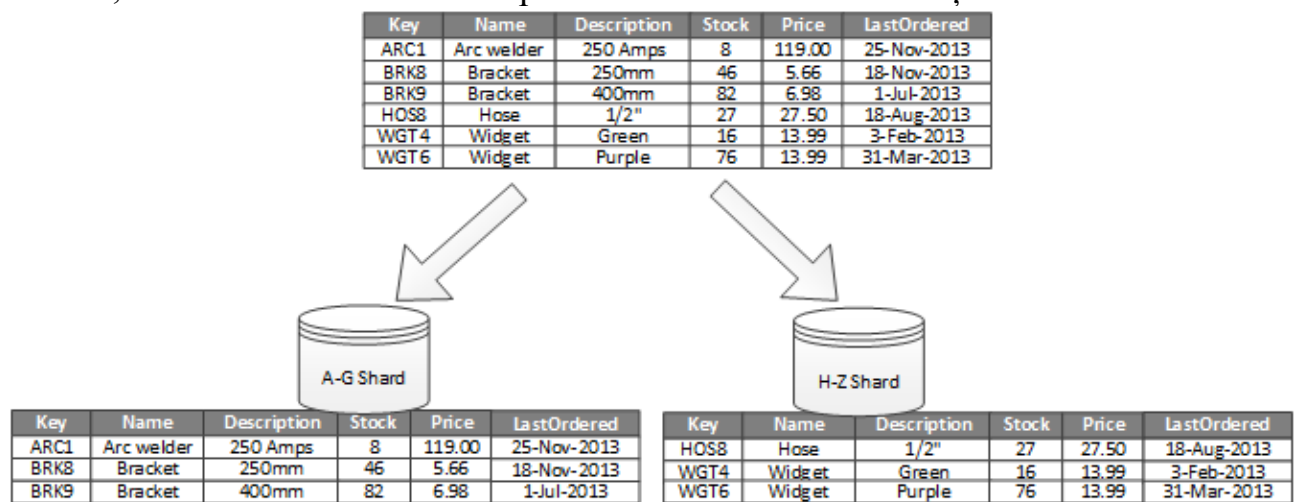 Key Name Description Stock Price LastOrdered
ARC1 Arc welder 250 Amps 8 119.00 25-Nov-2013
BRK8 Bracket 250mm 46 5.66 18-Nov-2013
BRK9 Bracket 400mm 82 6.98 1-Jul-2013
HOS8 Hose 1/2" 27 27.50 18-Aug-2013
WGT4 Widget Green 16 13.99 3-Feb-2013
WGT6 Widget Purple 76 13.99 31-Mar-2013
A-G Shard
Key Name Description Stock Price LastOrdered
ARC1 Arc welder 250 Amps 8 119.00 25-Nov-2013
BRK8 Bracket 250mm 46 5.66 18-Nov-2013
BRK9 Bracket 400mm 82 6.98 1-Jul-2013
H-Z Shard
Key Name Description Stock Price LastOrdered
HOS8 Hose 1/2" 27 27.50 18-Aug-2013
WGT4 Widget Green 16 13.99 3-Feb-2013
WGT6 Widget Purple 76 13.99 31-Mar-2013